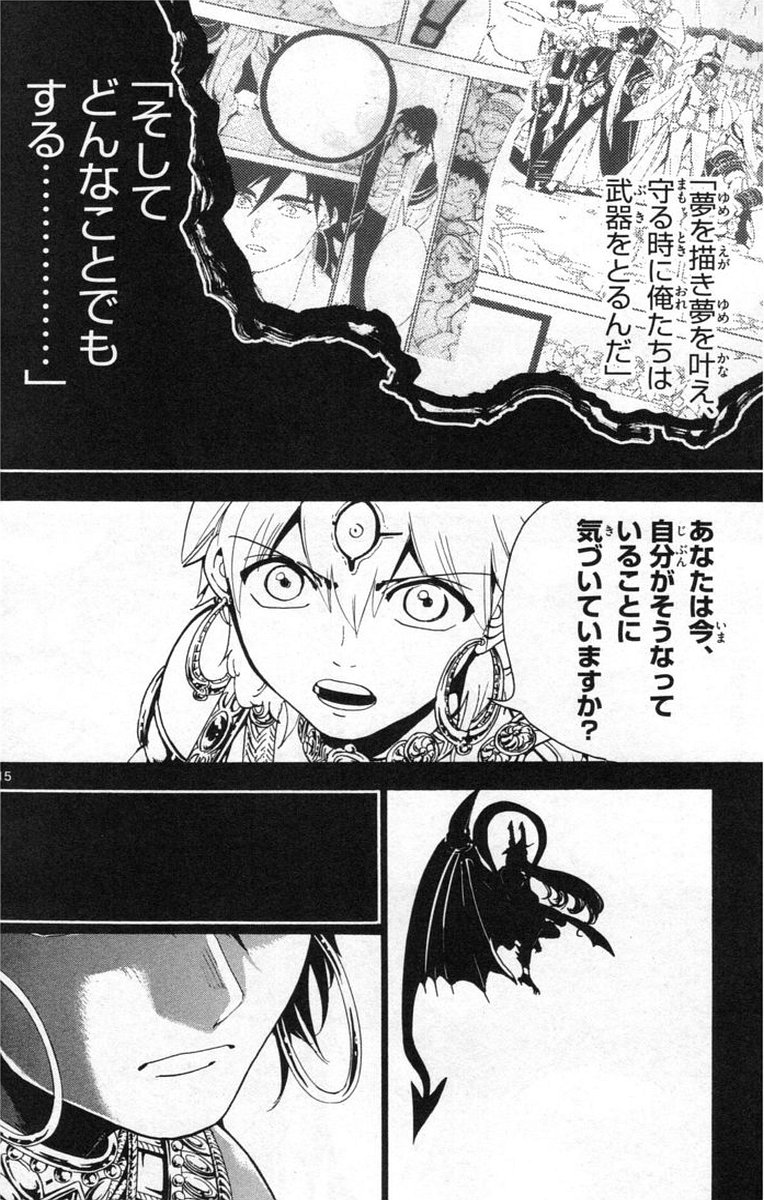 「夢を描き夢を叶え、
守る時に俺たちは
武器をとるんだ」
「そして
どんなことでも
する……………」
あなたは今、
自分がそうなって
いることに
気づいていますか?
15